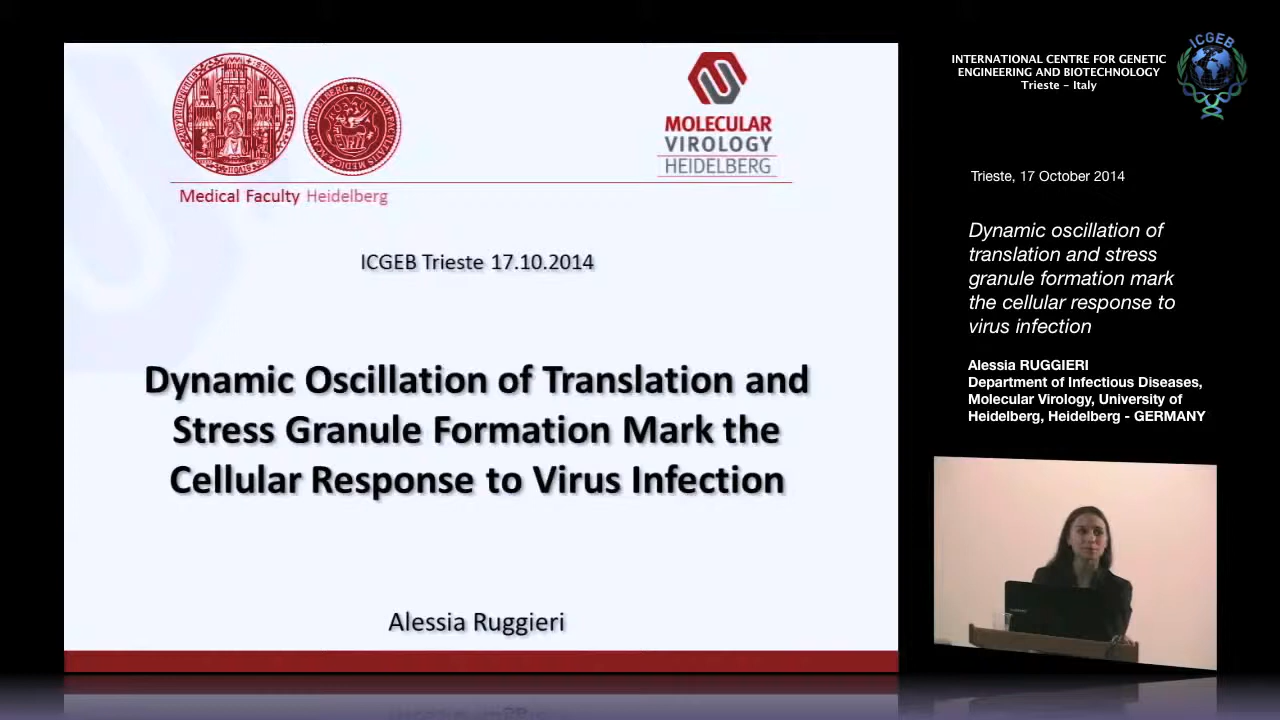 MOLECULAR
VIROLOGY
HEIDELBERG
Medical Faculty Heidelberg
ICGEB Trieste 17.10.2014
Dynamic Oscillation of Translation and
Stress Granule Formation Mark the
Cellular Response to Virus Infection
Alessia Ruggieri
INTERNATIONAL CENTRE FOR GENETIC
ENGINEERING AND BIOTECHNOLOGY
Trieste - Italy
ICGEB
Trieste, 17 October 2014
Dynamic oscillation of
translation and stress
granule formation mark
the cellular response to
virus infection
Alessia RUGGIERI
Department of Infectious Diseases,
Molecular Virology, University of
Heidelberg, Heidelberg - GERMANY